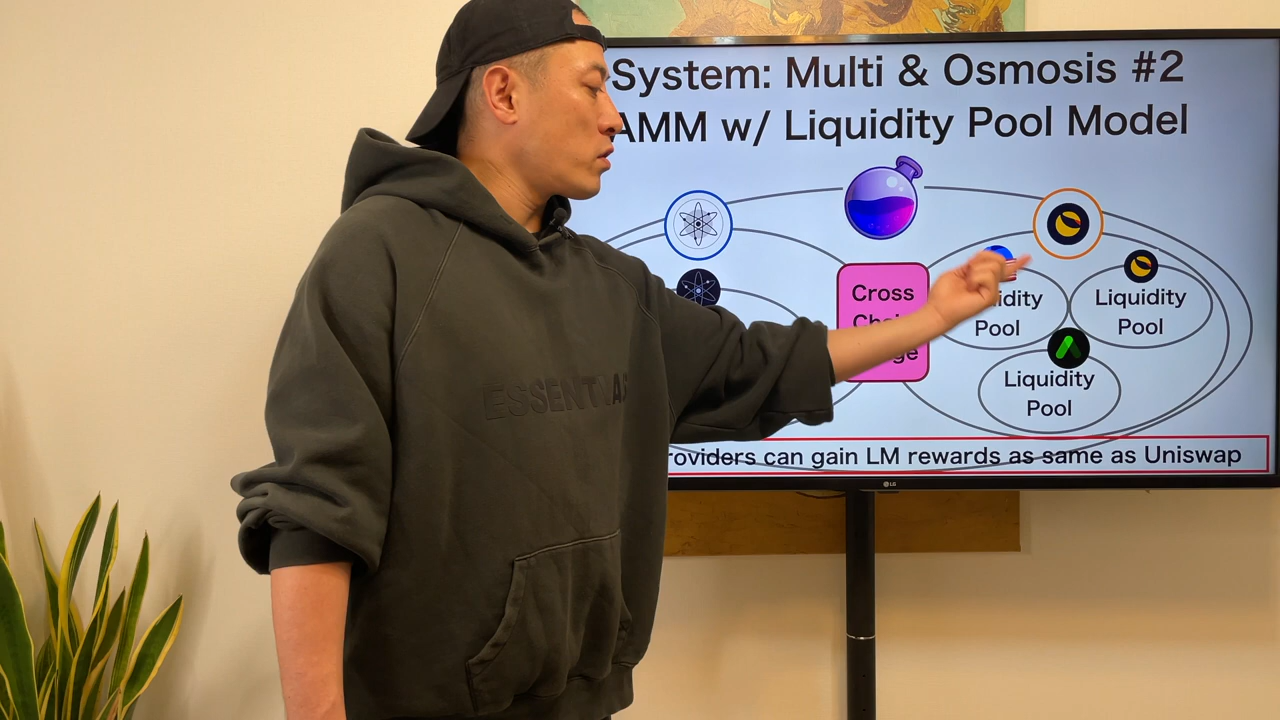 System: Multi & Osmosis #2
AMM w/ Liquidity Pool Model
Cross
Liquidity
Pool
Pool
Liquidity
Pool
can gain LM rewards as same as Uniswap
LG